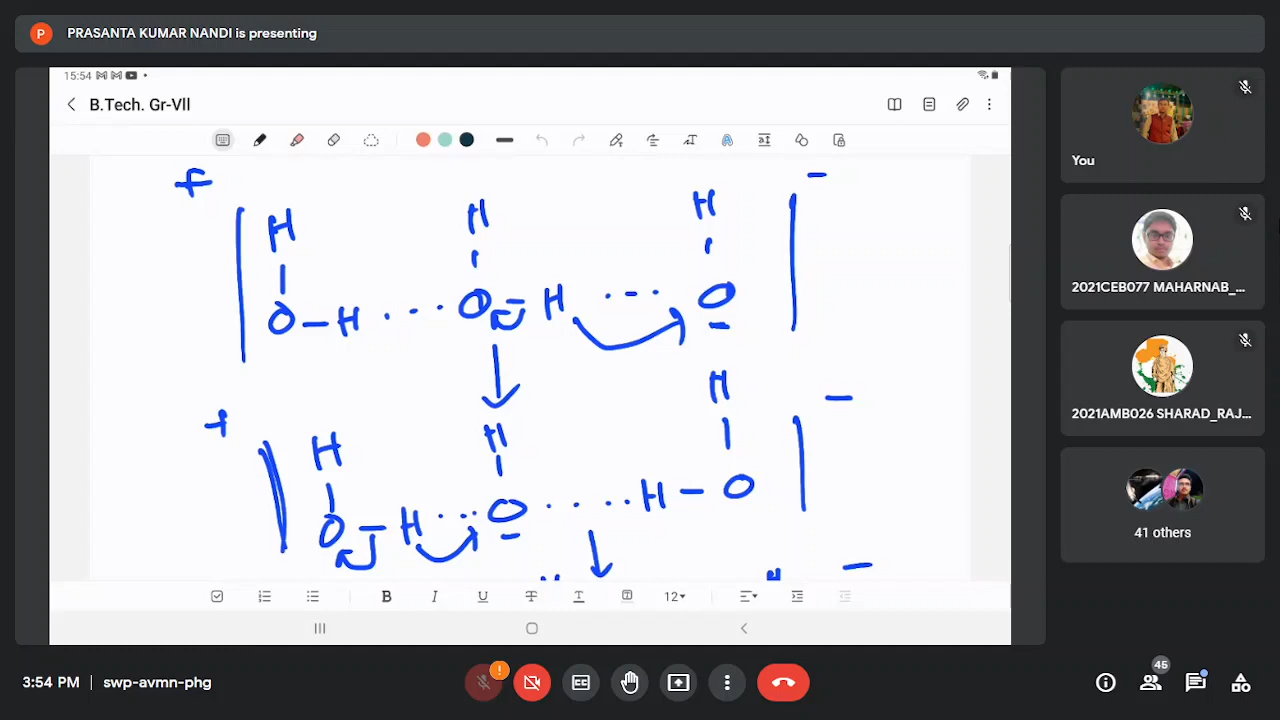 PRASANTA KUMAR NANDI is presenting
P
15:54
B.Tech. Gr-VII
+ −
H H H
O–H ... O–H ... O
H
+ −
H H
O–H ... O ... H–O
H H −
B I U T T 12
You
2021CEB077 MAHARNAB_...
2021AMB026 SHARAD_RAJ...
41 others
3:54 PM | swp-avmn-phg
45